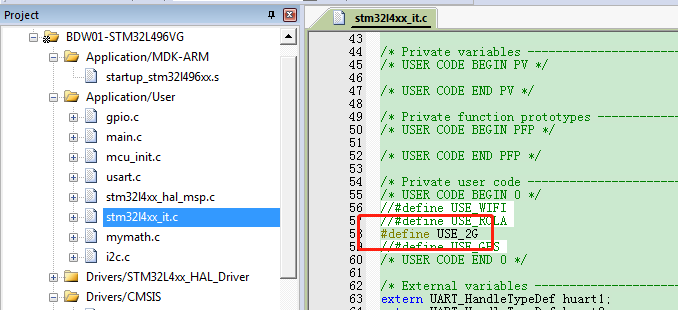 Project
BDW01-STM32L496VG
Application/MDK-ARM
startup_stm32l496xx.s
Application/User
gpio.c
main.c
mcu_init.c
usart.c
stm32l4xx_hal_msp.c
stm32l4xx_it.c
mymath.c
i2c.c
Drivers/STM32L4xx_HAL_Driver
Drivers/CMSIS
stm32l4xx_it.c
43
44 /* Private variables ---------------
45 /* USER CODE BEGIN PV */
46
47 /* USER CODE END PV */
48
49 /* Private function prototypes -------
50 /* USER CODE BEGIN PFP */
51
52 /* USER CODE END PFP */
53
54 /* Private user code ---------------
55 /* USER CODE BEGIN 0 */
56 //#define USE_WIFI
57 //#define USE_ROLA
58 #define USE_2G
59 //#define USE_GPS
60 /* USER CODE END 0 */
61
62 /* External variables --------------
63 extern UART_HandleTypeDef huart1;